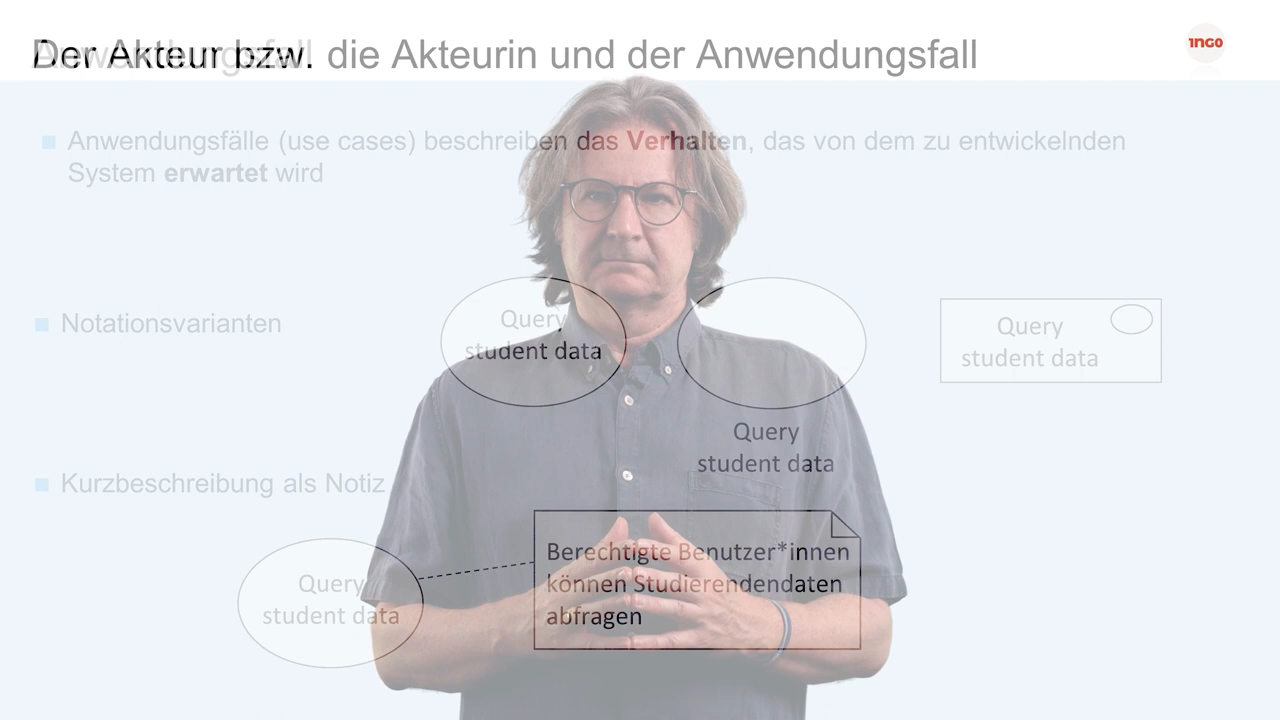 Der Akteur bzw. die Akteurin und der Anwendungsfall
1NG0
Anwendungsfälle (use cases) beschreiben das Verhalten, das von dem zu entwickelnden
System erwartet wird
Notationsvarianten
Query
student data
Query
student data
Query
student data
Kurzbeschreibung als Notiz
Query
student data
Berechtigte Benutzer*innen
können Studierendendaten
abfragen